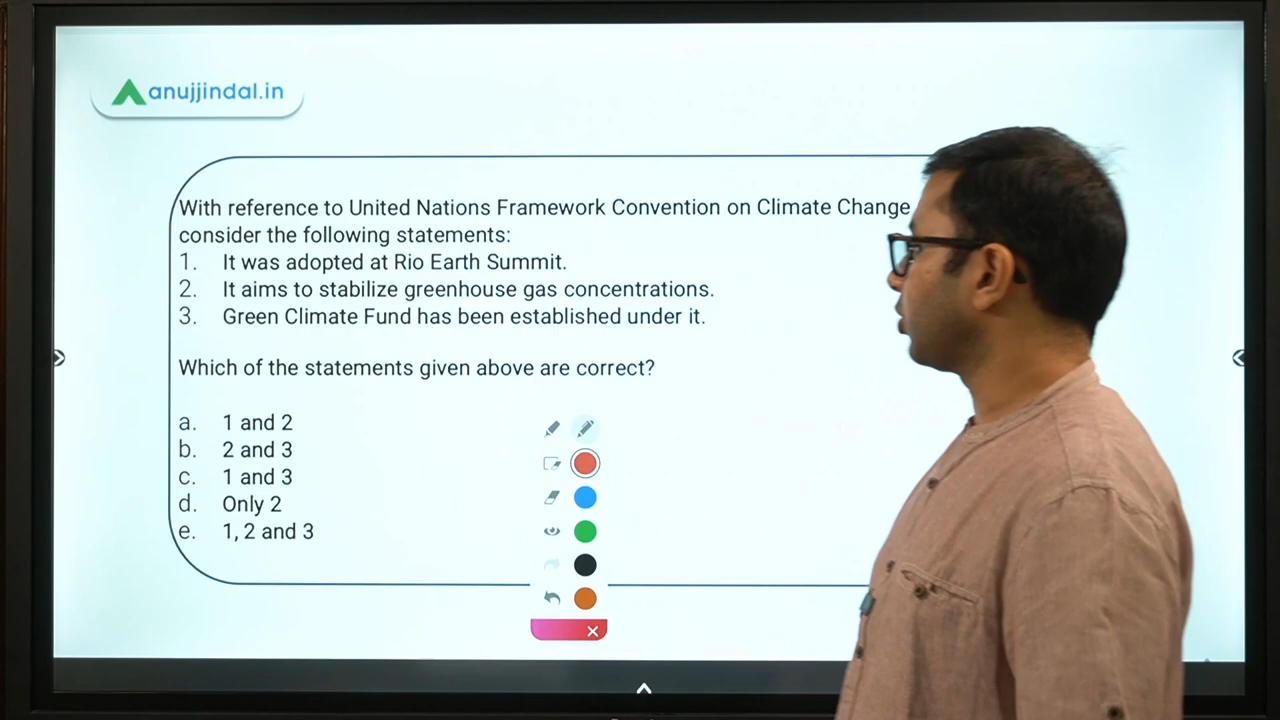 anujjindal.in
With reference to United Nations Framework Convention on Climate Change
consider the following statements:
1. It was adopted at Rio Earth Summit.
2. It aims to stabilize greenhouse gas concentrations.
3. Green Climate Fund has been established under it.
Which of the statements given above are correct?
a. 1 and 2
b. 2 and 3
c. 1 and 3
d. Only 2
e. 1, 2 and 3